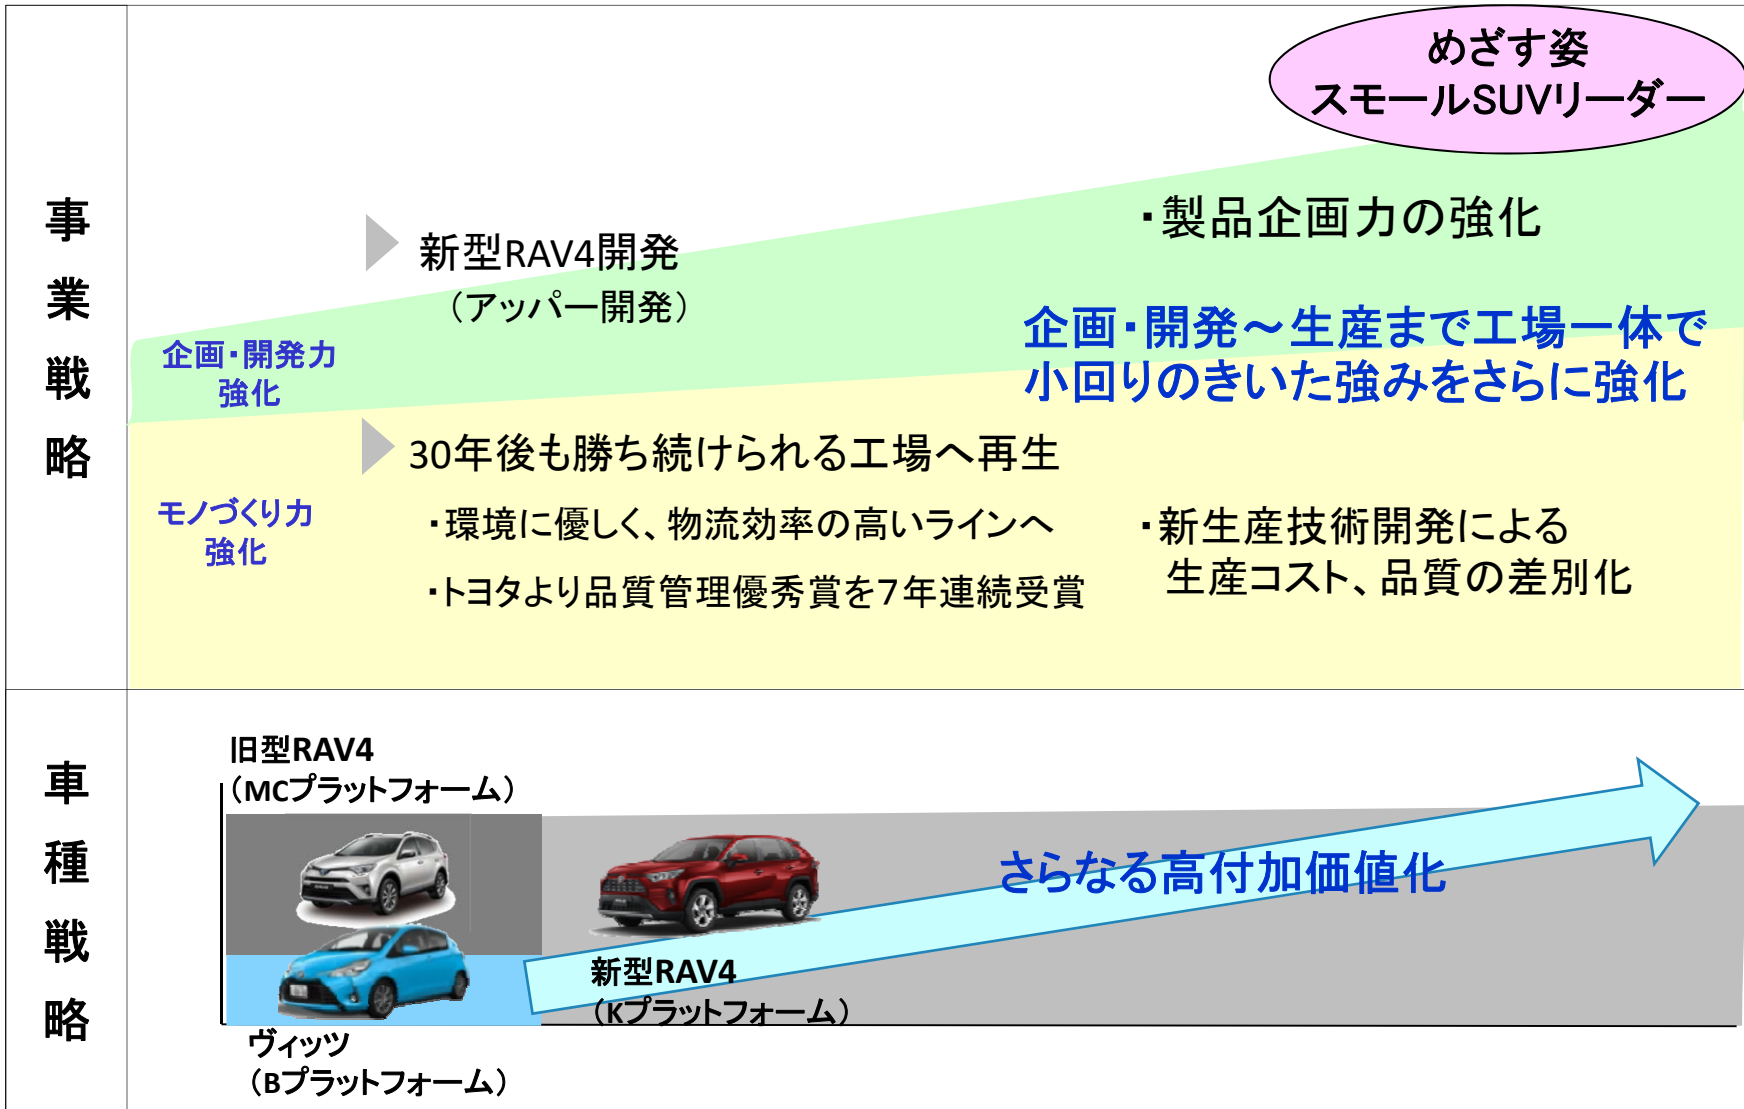 めざす姿
スモールSUVリーダー
事業戦略
新型RAV4開発
（アッパー開発）
・製品企画力の強化
企画・開発力
強化
企画・開発～生産まで工場一体で
小回りのきいた強みをさらに強化
30年後も勝ち続けられる工場へ再生
モノづくり力
強化
・環境に優しく、物流効率の高いラインへ
・トヨタより品質管理優秀賞を7年連続受賞
・新生産技術開発による
生産コスト、品質の差別化
車種戦略
旧型RAV4
（MCプラットフォーム）
さらなる高付加価値化
新型RAV4
（Kプラットフォーム）
ヴィッツ
（Bプラットフォーム）